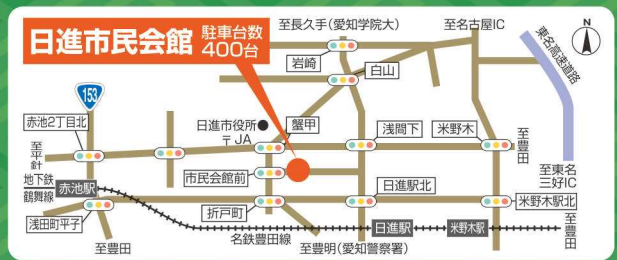 日進市民会館
駐車台数
400台
至長久手(愛知学院大)
至名古屋IC
N
東名高速道路
岩崎
白山
153
赤池2丁目北
日進市役所
〒JA
蟹甲
浅間下
米野木
至豊田
至平針
市民会館前
日進駅北
至東名
三好IC
地下鉄
鶴舞線
赤池駅
折戸町
米野木駅北
浅田町平子
日進駅
米野木駅
至豊田
至豊田
名鉄豊田線
至豊明(愛知警察署)